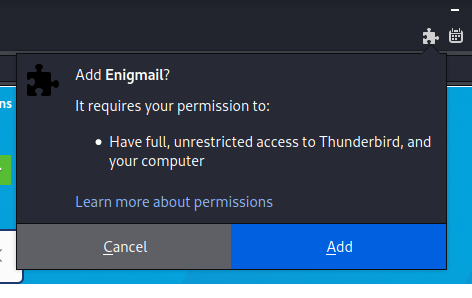 Add Enigmail?
It requires your permission to:
• Have full, unrestricted access to Thunderbird, and
your computer
Learn more about permissions
Cancel
Add